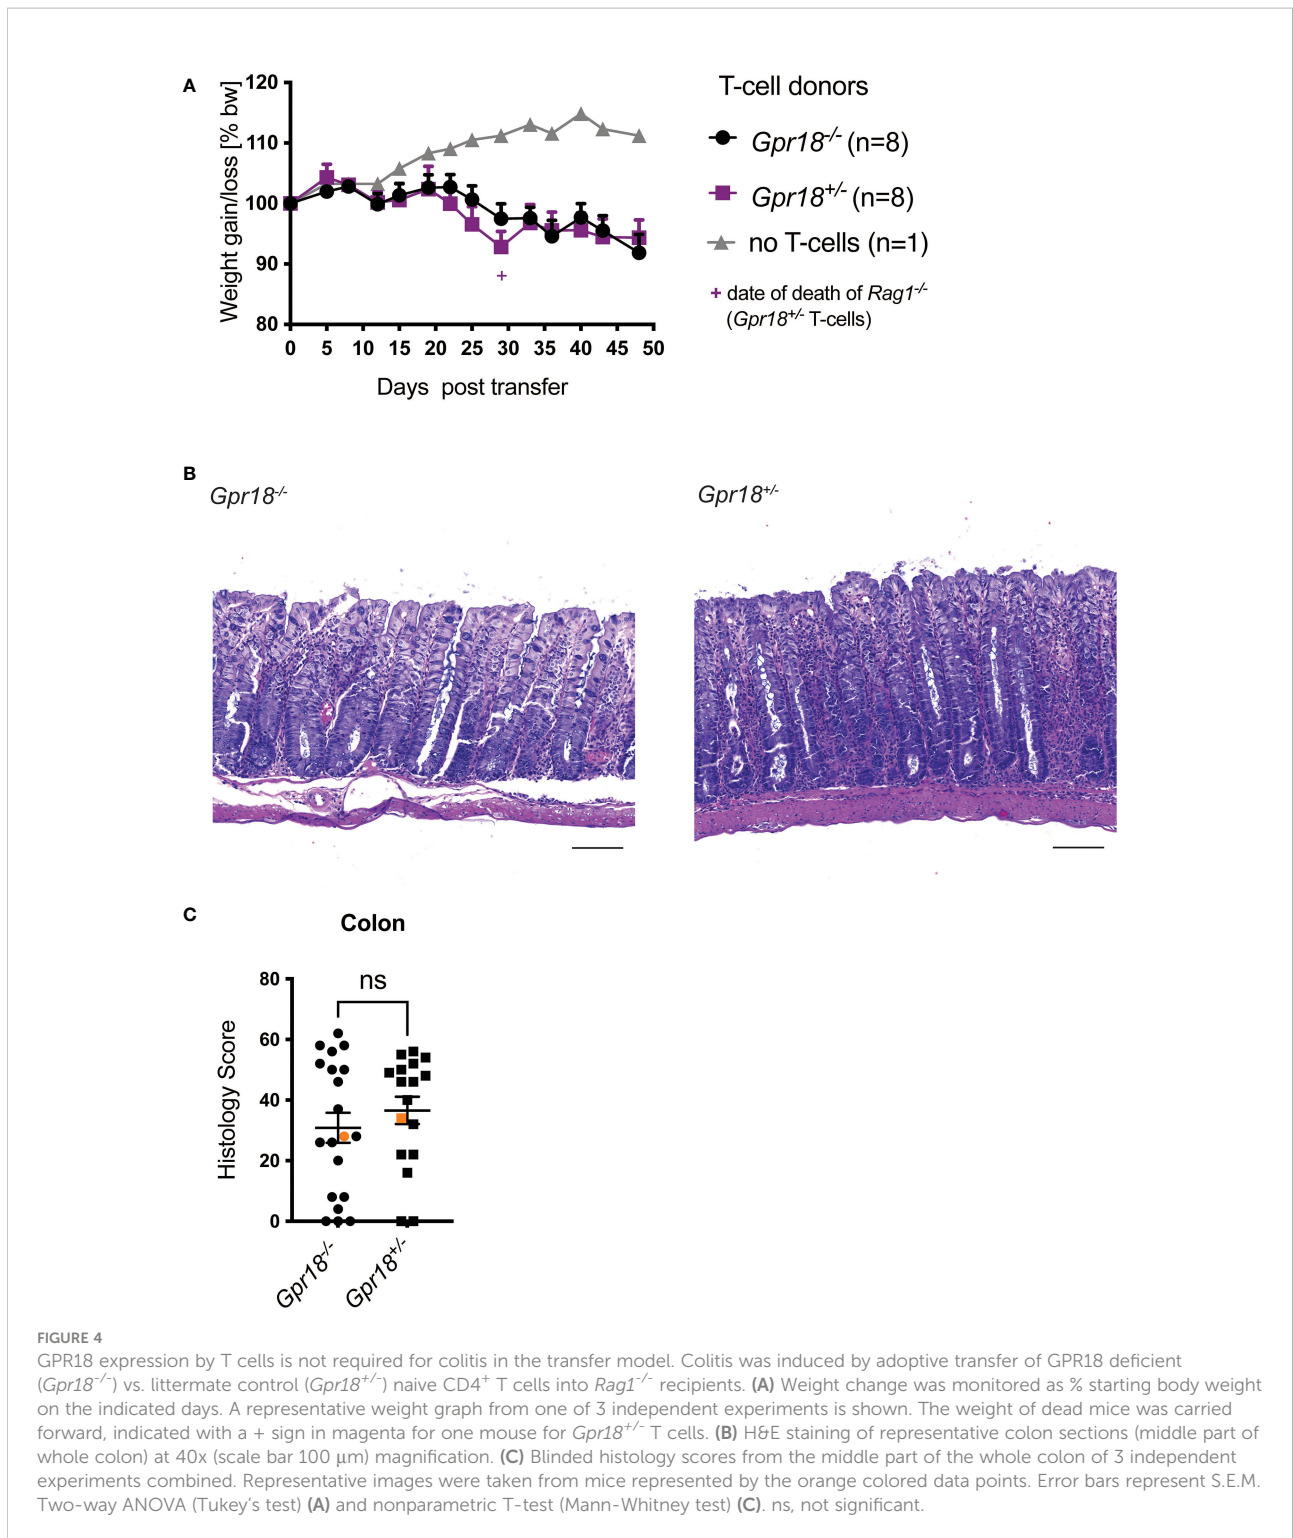 A
Weight gain/loss [% bw]
120
110
100
90
80
0 5 10 15 20 25 30 35 40 45 50
Days post transfer
T-cell donors
Gpr18-/- (n=8)
Gpr18+/- (n=8)
no T-cells (n=1)
+ date of death of Rag1-/-
(Gpr18+/- T-cells)
+
B
Gpr18-/-
Gpr18+/-
C
Colon
Histology Score
80
60
40
20
0
ns
Gpr18-/-
Gpr18+/-
FIGURE 4
GPR18 expression by T cells is not required for colitis in the transfer model. Colitis was induced by adoptive transfer of GPR18 deficient
(Gpr18-/-) vs. littermate control (Gpr18+/-) naive CD4+ T cells into Rag1-/- recipients. (A) Weight change was monitored as % starting body weight
on the indicated days. A representative weight graph from one of 3 independent experiments is shown. The weight of dead mice was carried
forward, indicated with a + sign in magenta for one mouse for Gpr18+/- T cells. (B) H&E staining of representative colon sections (middle part of
whole colon) at 40x (scale bar 100 μm) magnification. (C) Blinded histology scores from the middle part of the whole colon of 3 independent
experiments combined. Representative images were taken from mice represented by the orange colored data points. Error bars represent S.E.M.
Two-way ANOVA (Tukey's test) (A) and nonparametric T-test (Mann-Whitney test) (C). ns, not significant.